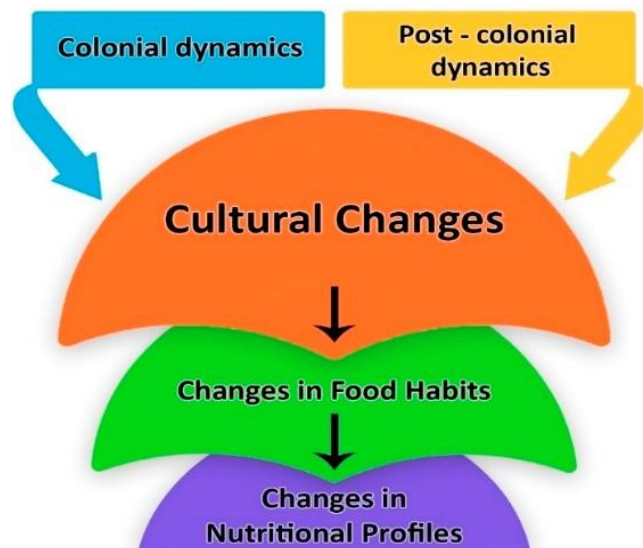 Colonial dynamics
Post - colonial
dynamics
Cultural Changes
Changes in Food Habits
Changes in
Nutritional Profiles